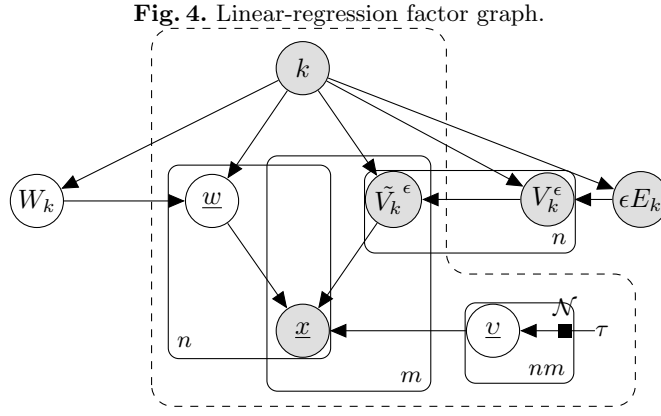 Fig. 4. Linear-regression factor graph.
k
W_k
w
Ṽ_k^ϵ
V_k^ϵ
ϵE_k
n
x
υ
𝒩
τ
n
m
nm